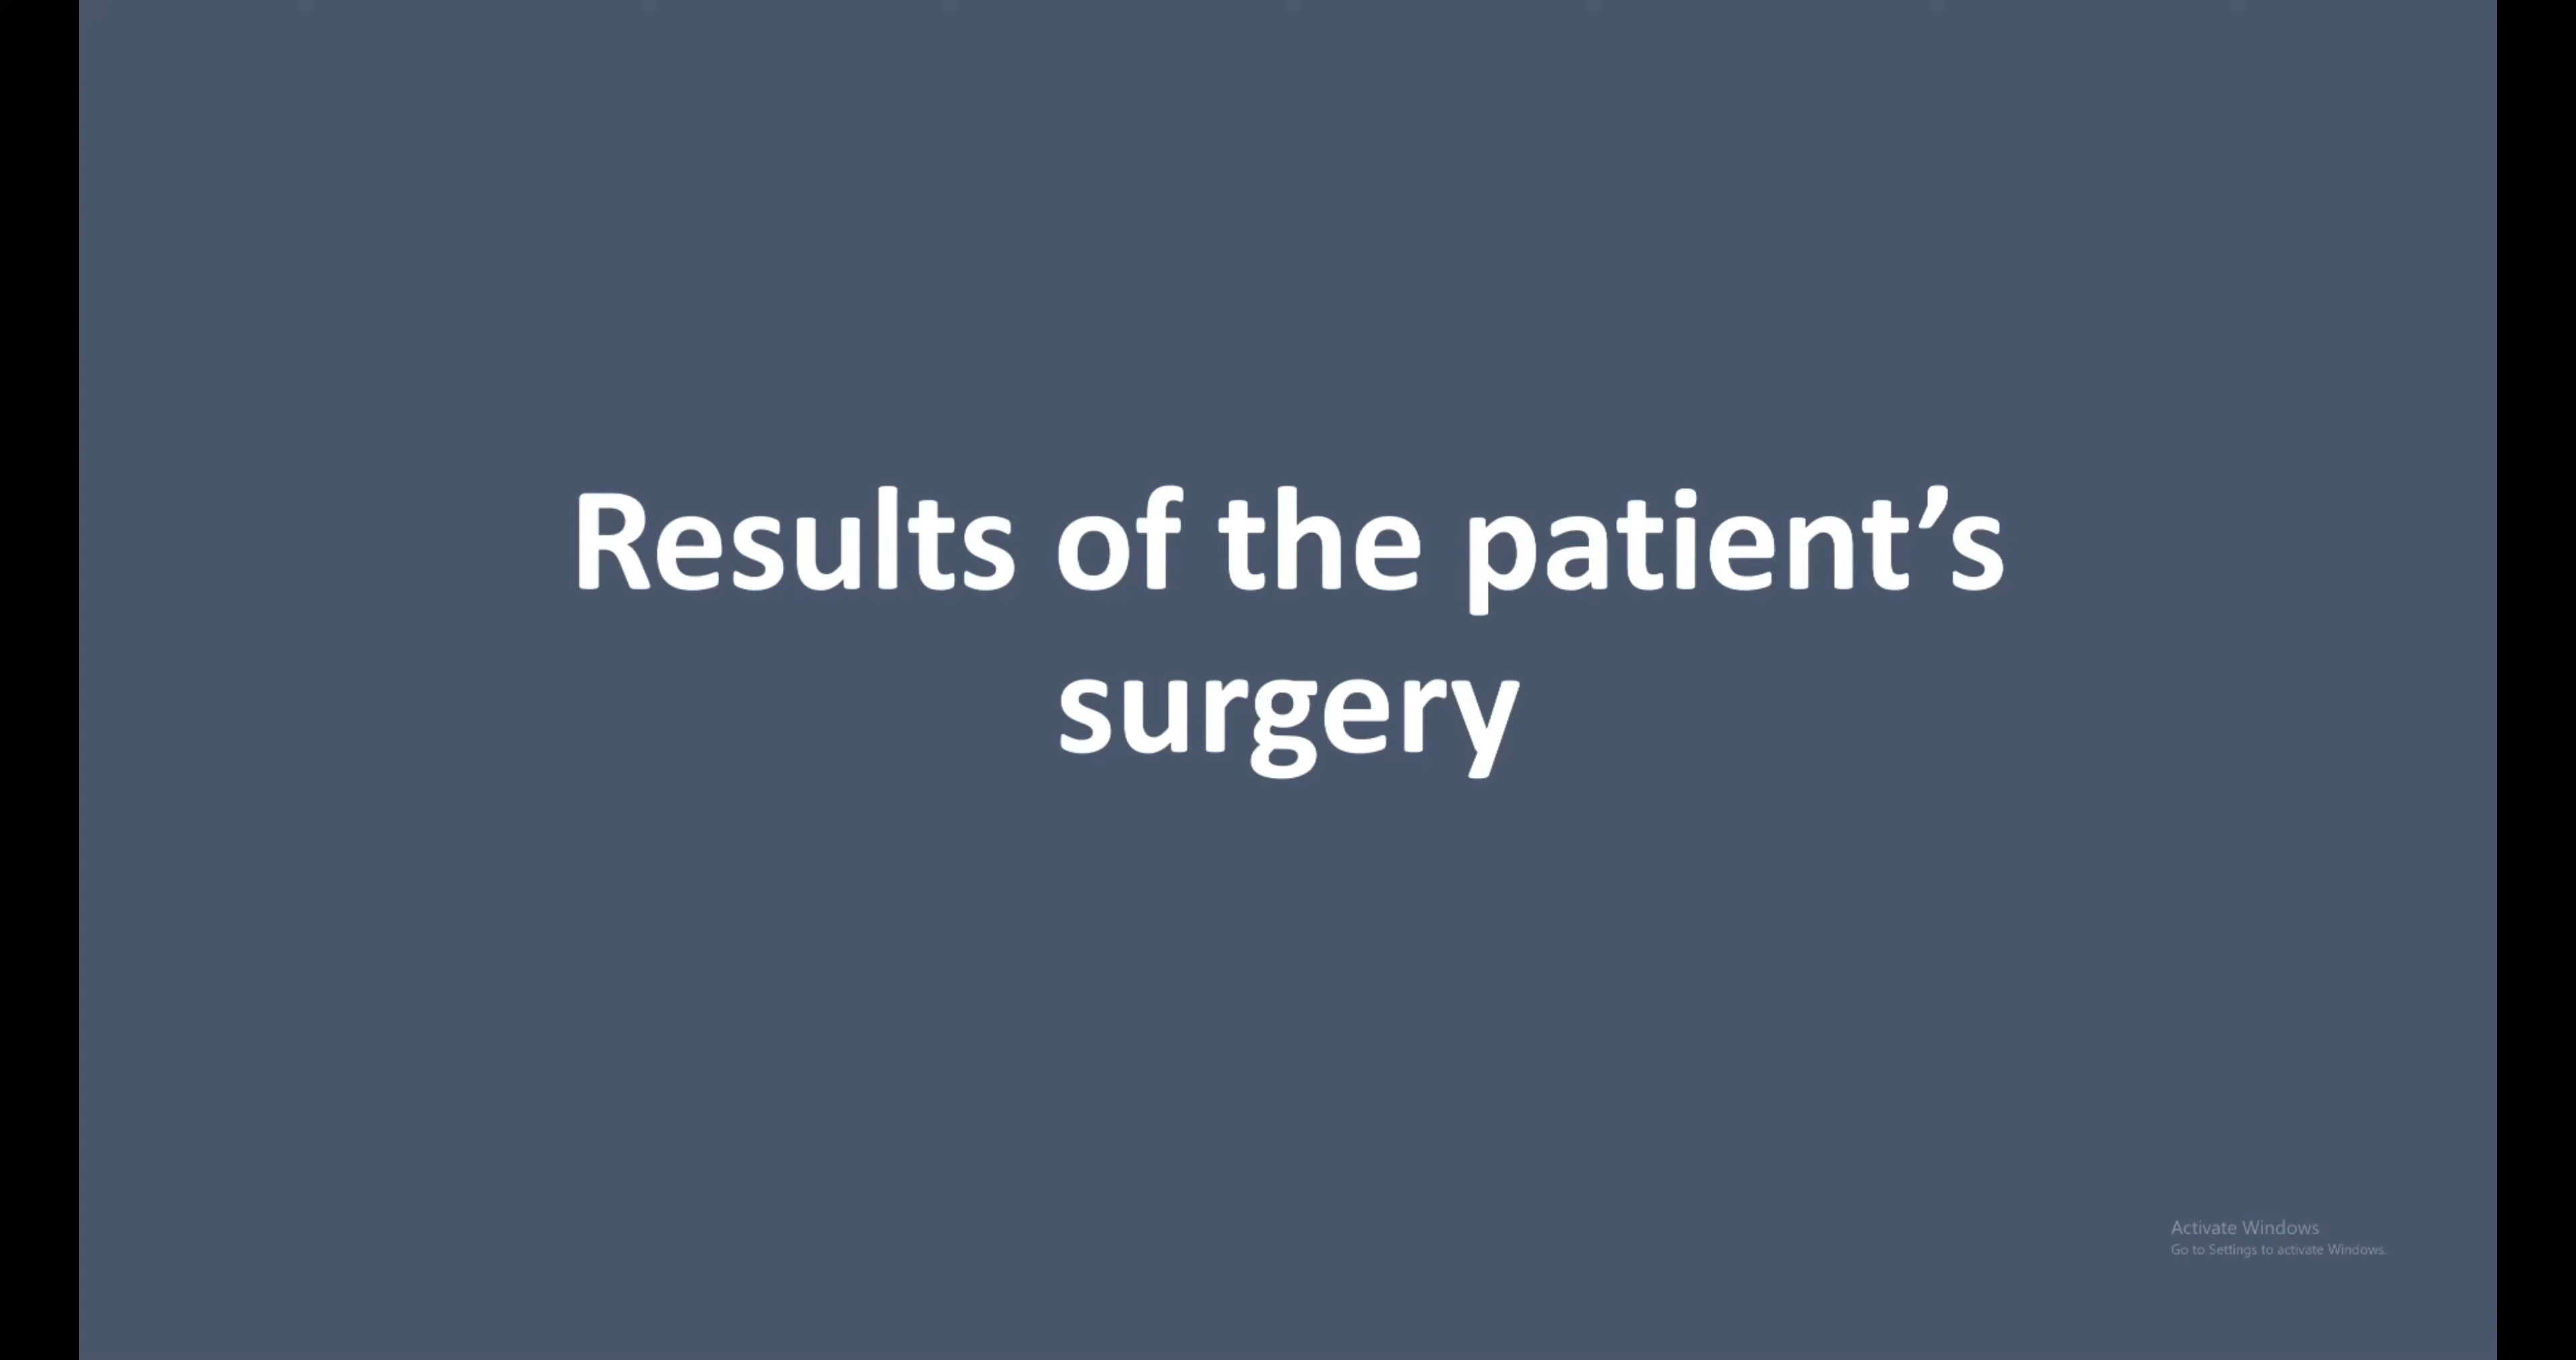 Results of the patient’s
surgery
Activate Windows
Go to Settings to activate Windows.